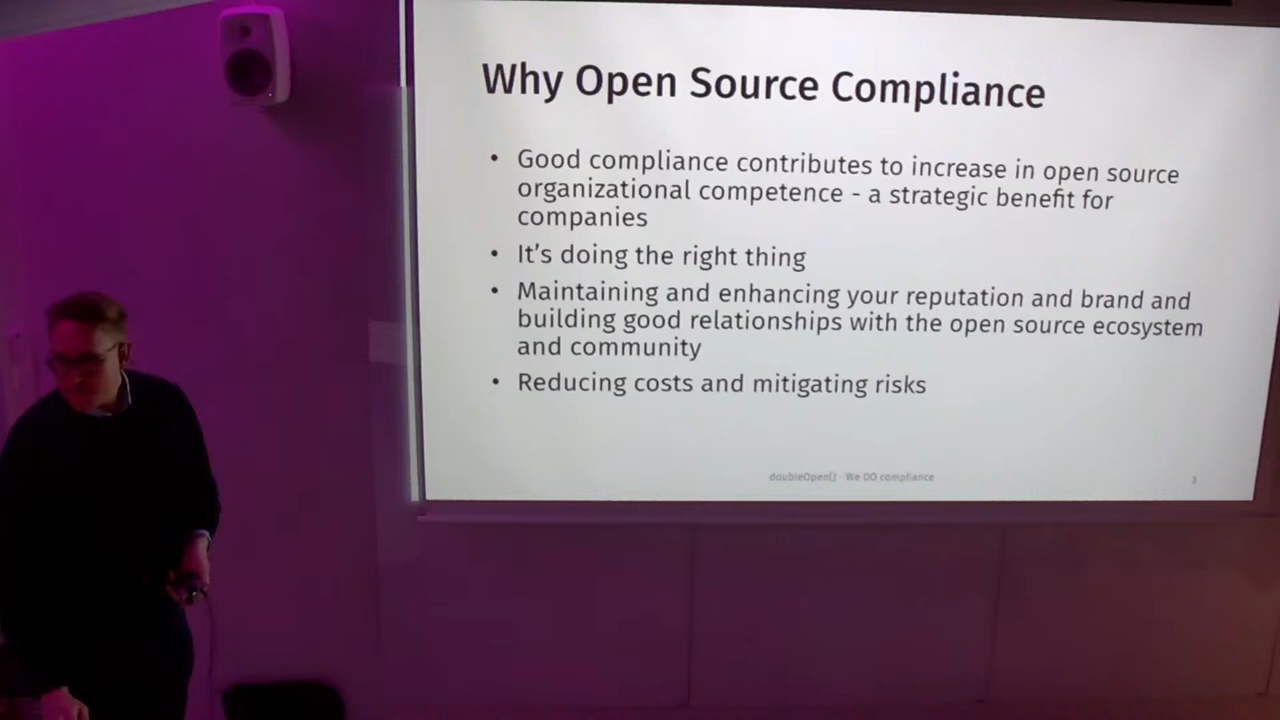 Why Open Source Compliance
• Good compliance contributes to increase in open source
organizational competence - a strategic benefit for
companies
• It's doing the right thing
• Maintaining and enhancing your reputation and brand and
building good relationships with the open source ecosystem
and community
• Reducing costs and mitigating risks
doubleOpen() - We DO compliance
3